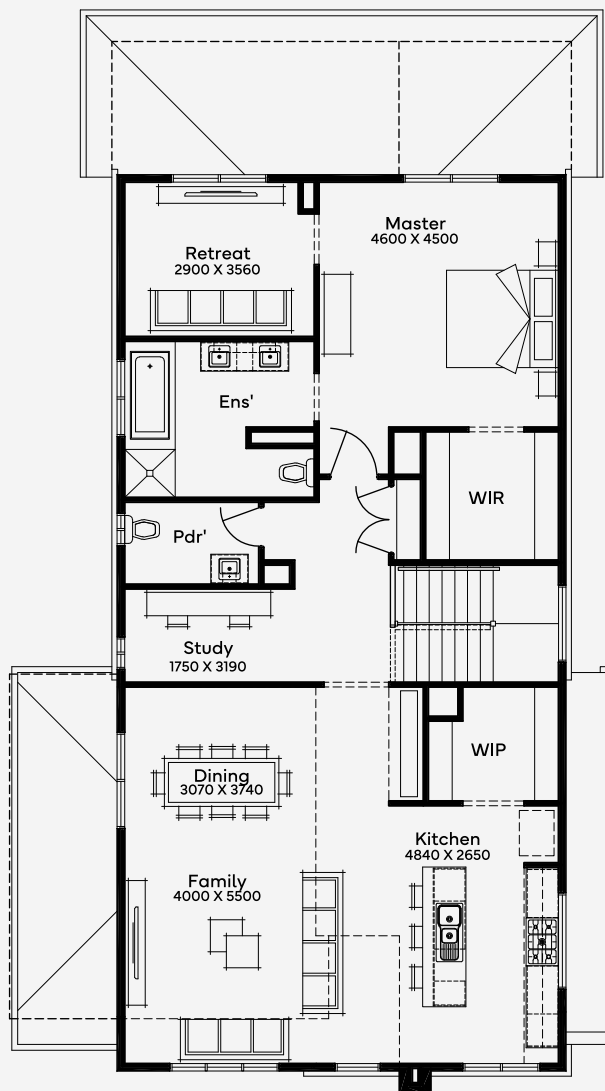 Master
4600 X 4500
Retreat
2900 X 3560
Ens'
WIR
Pdr'
Study
1750 X 3190
WIP
Dining
3070 X 3740
Kitchen
4840 X 2650
Family
4000 X 5500